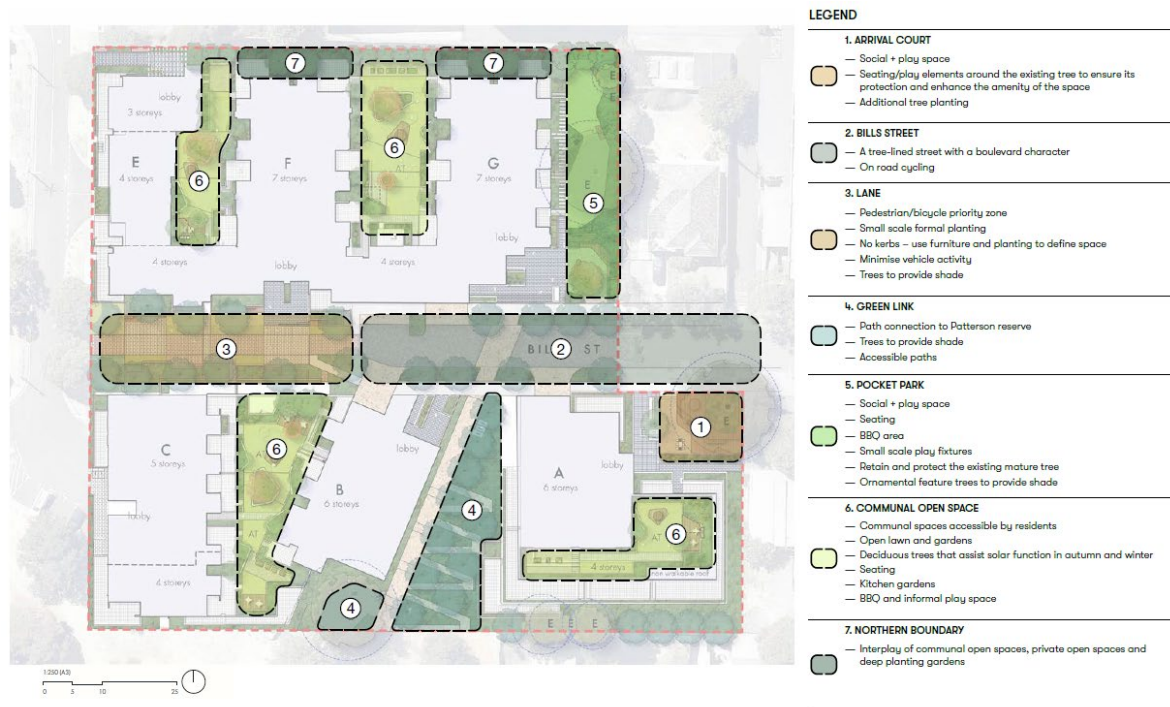 LEGEND
1. ARRIVAL COURT
— Social + play space
— Seating/play elements around the existing tree to ensure its
protection and enhance the amenity of the space
— Additional tree planting
2. BILLS STREET
— A tree-lined street with a boulevard character
— On road cycling
3. LANE
— Pedestrian/bicycle priority zone
— Small scale formal planting
— No kerbs – use furniture and planting to define space
— Minimise vehicle activity
— Trees to provide shade
4. GREEN LINK
— Path connection to Patterson reserve
— Trees to provide shade
— Accessible paths
5. POCKET PARK
— Social + play space
— Seating
— BBQ area
— Small scale play fixtures
— Retain and protect the existing mature tree
— Ornamental feature trees to provide shade
6. COMMUNAL OPEN SPACE
— Communal spaces accessible by residents
— Open lawn and gardens
— Deciduous trees that assist solar function in autumn and winter
— Seating
— Kitchen gardens
— BBQ and informal play space
7. NORTHERN BOUNDARY
— Interplay of communal open spaces, private open spaces and
deep planting gardens
7
7
E
E
lobby
3 storeys
E
4 storeys
6
F
7 storeys
6
AT
G
7 storeys
E
5
lobby
4 storeys
lobby
4 storeys
3
BIL
2
ST
1
E
C
5 storeys
lobby
4 storeys
6
AT
AT
B
6 storeys
lobby
4
4
A
6 storeys
lobby
6
AT
4 storeys
non walkable roof
E
E
E
1:250 (A3)
0 5 10 25